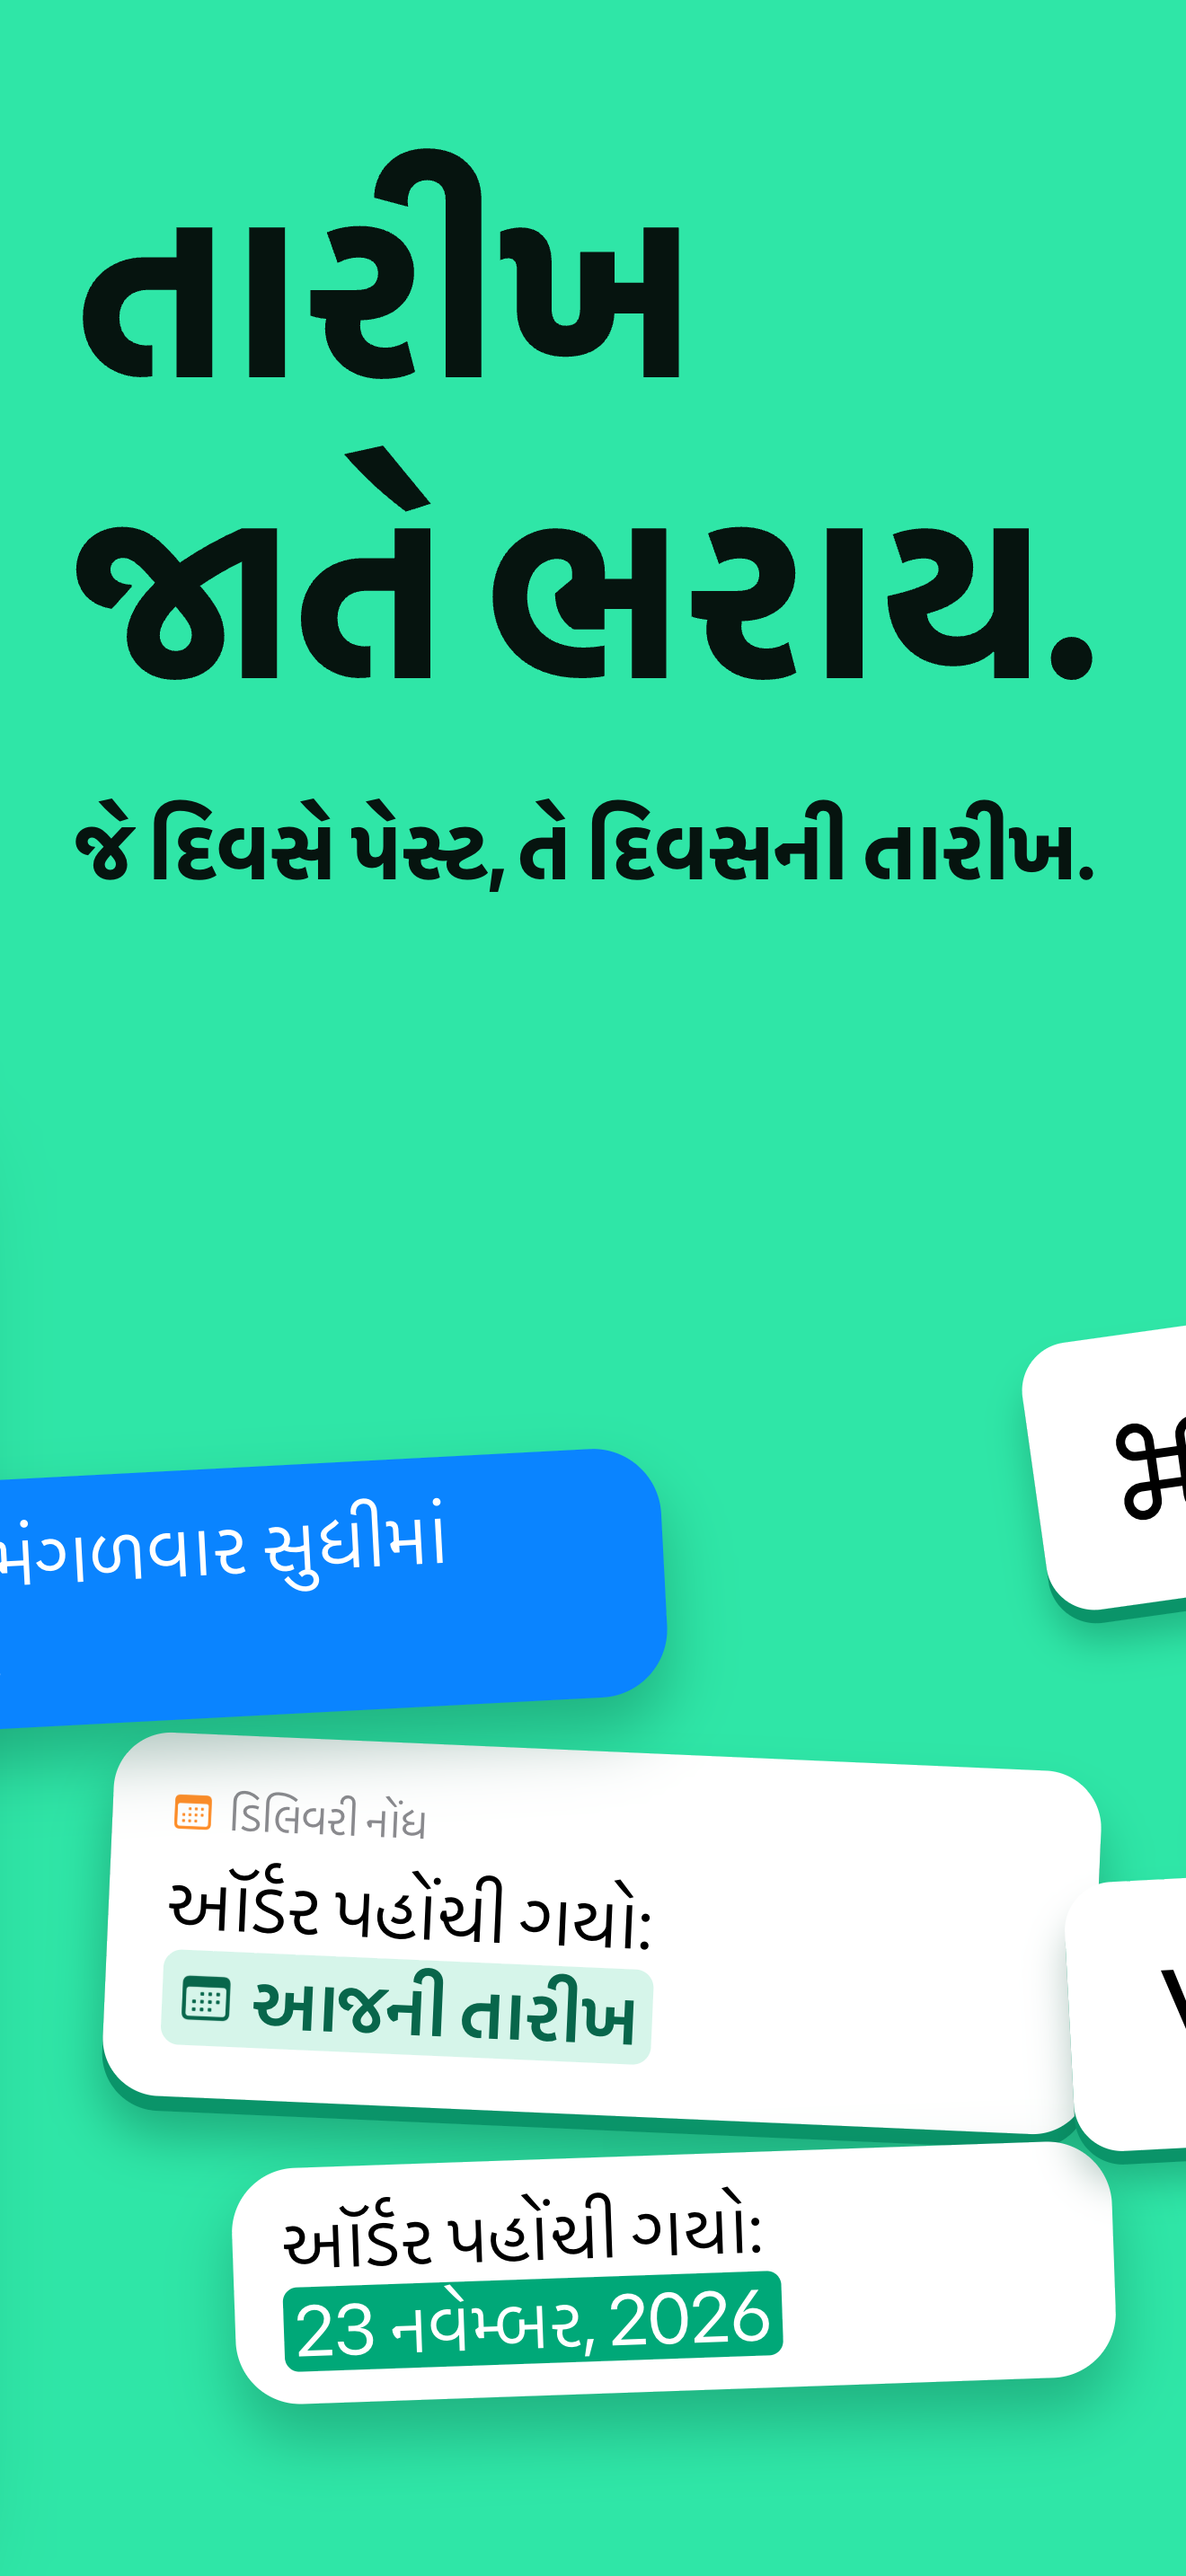 તારીખ
જાતે ભરાય.
જે દિવસે પેસ્ટ, તે દિવસની તારીખ.
⌘
મંગળવાર સુધીમાં
ડિલિવરી નોંધ
ઑર્ડર પહોંચી ગયો:
આજની તારીખ
ઑર્ડર પહોંચી ગયો:
23 નવેમ્બર, 2026